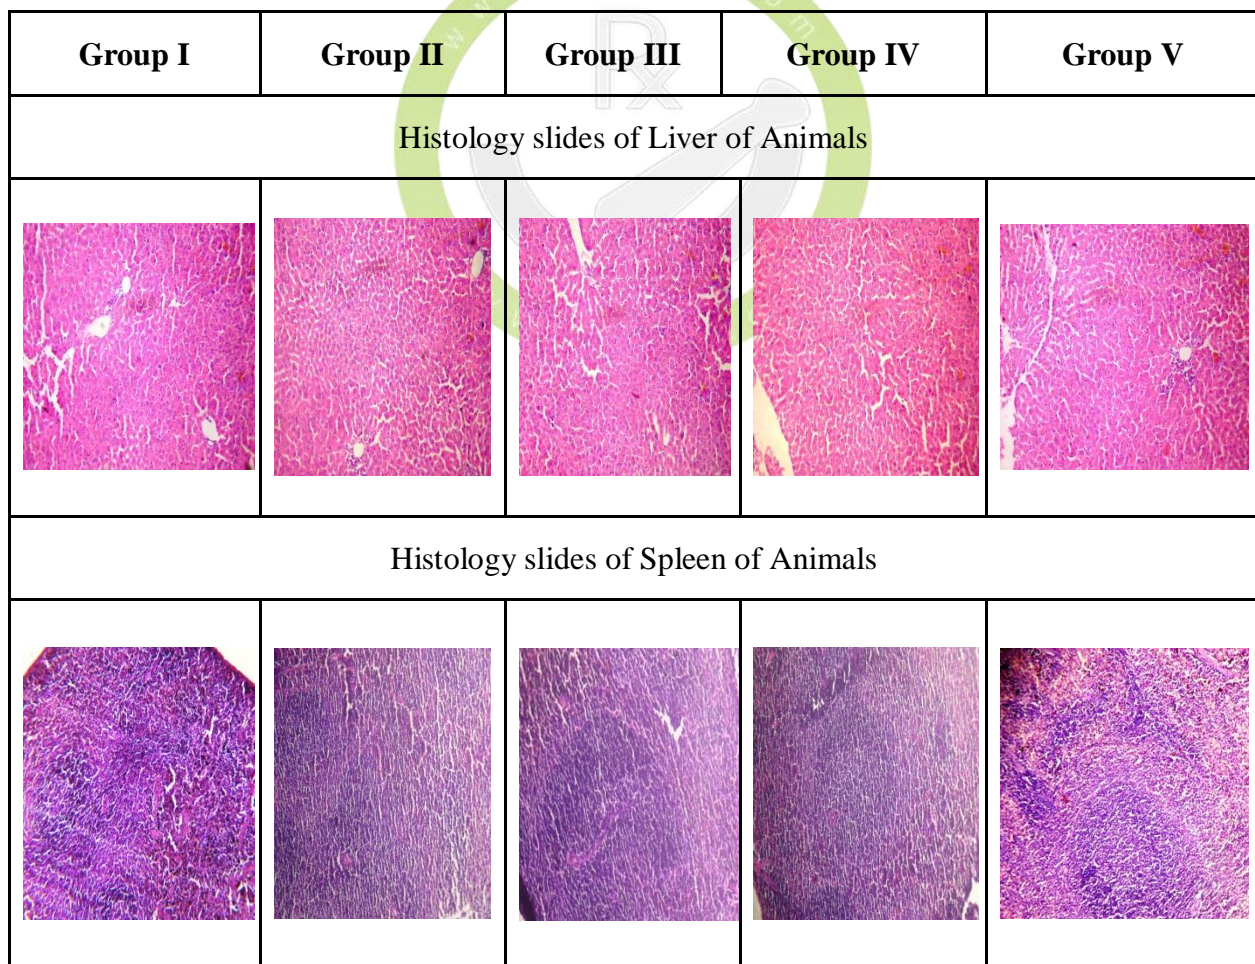 Group I
Group II
Group III
Group IV
Group V
Histology slides of Liver of Animals
Histology slides of Spleen of Animals